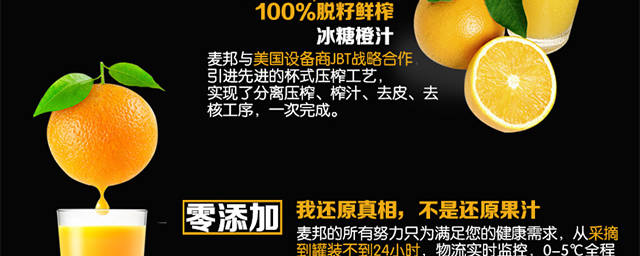 100%脱籽鲜榨
冰糖橙汁
麦邦与美国设备商JBT战略合作
引进先进的杯式压榨工艺，
实现了分离压榨、榨汁、去皮、去
核工序，一次完成。
零添加
我还原真相，不是还原果汁
麦邦的所有努力只为满足您的健康需求，从采摘
到罐装不到24小时，物流实时监控，0-5℃全程